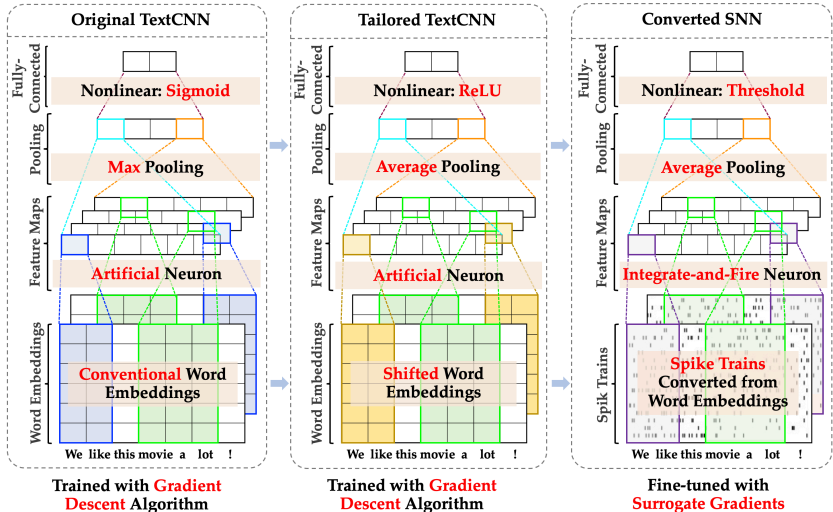 Original TextCNN
Fully-
Connected
Nonlinear: Sigmoid
Pooling
Max Pooling
Feature Maps
Artificial Neuron
Word Embeddings
Conventional Word
Embeddings
We like this movie a lot !
Trained with Gradient
Descent Algorithm
Tailored TextCNN
Fully-
Connected
Nonlinear: ReLU
Pooling
Average Pooling
Feature Maps
Artificial Neuron
Word Embeddings
Shifted Word
Embeddings
We like this movie a lot !
Trained with Gradient
Descent Algorithm
Converted SNN
Fully-
Connected
Nonlinear: Threshold
Pooling
Average Pooling
Feature Maps
Integrate-and-Fire Neuron
Spik Trains
Spike Trains
Converted from
Word Embeddings
We like this movie a lot !
Fine-tuned with
Surrogate Gradients